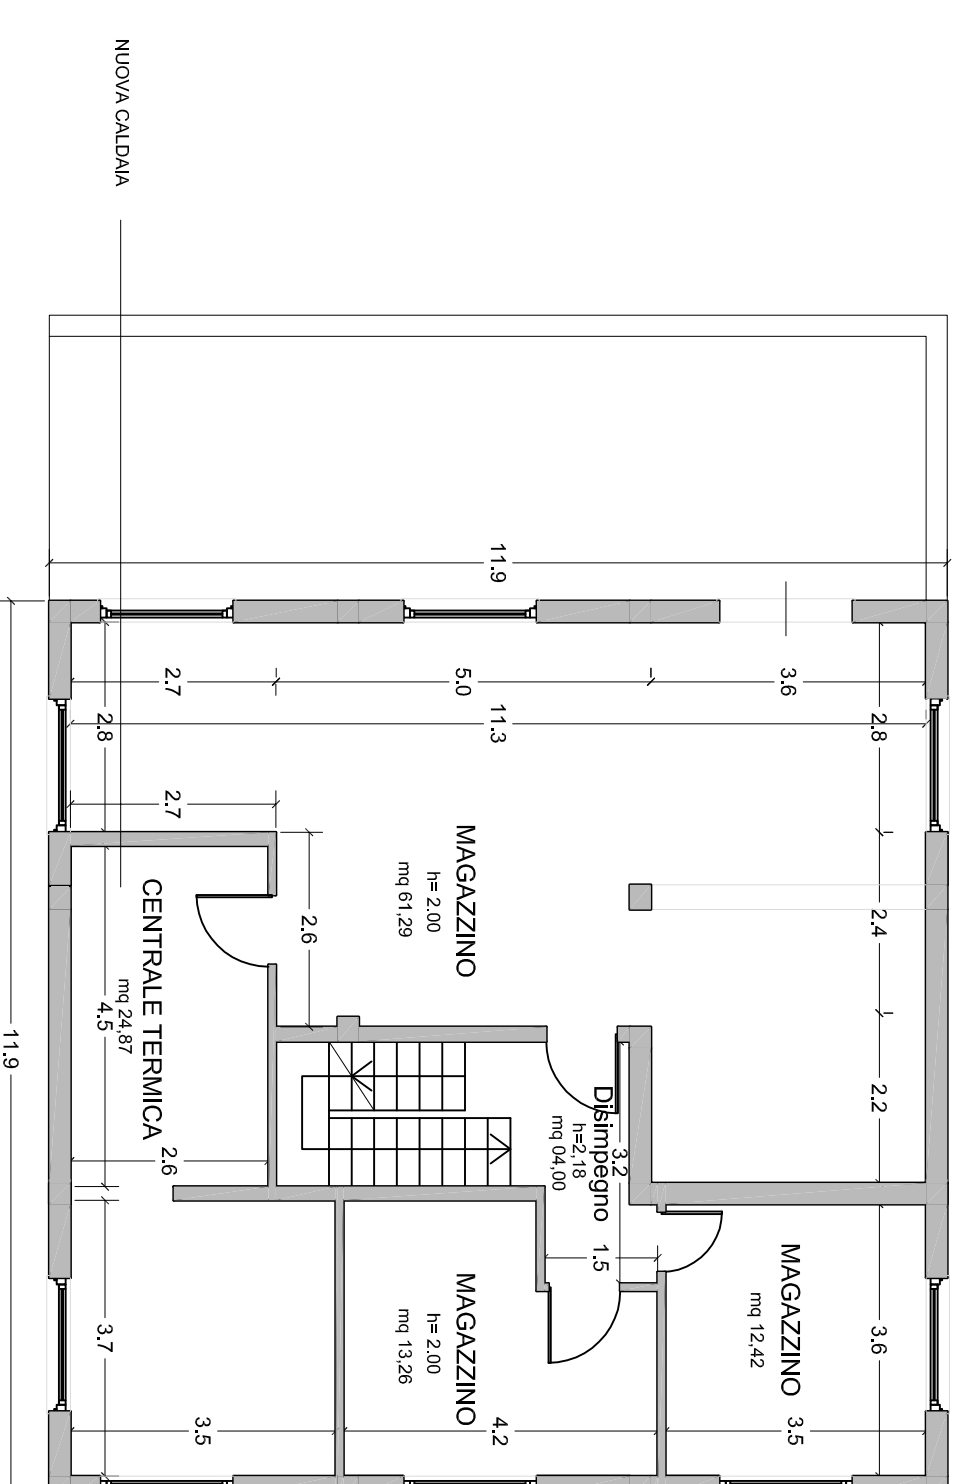 NUOVA CALDAIA
11.9
11.9
2.7
5.0
3.6
11.3
2.8
2.8
2.7
MAGAZZINO
h= 2.00
mq 61,29
2.6
2.4
2.2
CENTRALE TERMICA
mq 24,87
4.5
2.6
Disimpegno
h=2,18
mq 04,00
3.2
1.5
MAGAZZINO
mq 12,42
3.6
MAGAZZINO
h= 2.00
mq 13,26
3.7
3.5
4.2
3.5